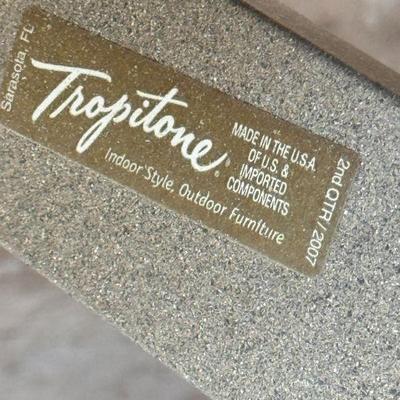 Sarasota, FL
Tropitone®
Indoor Style, Outdoor Furniture
MADE IN THE U.S.A.
OF U.S. &
IMPORTED
COMPONENTS
2nd QTR / 2007